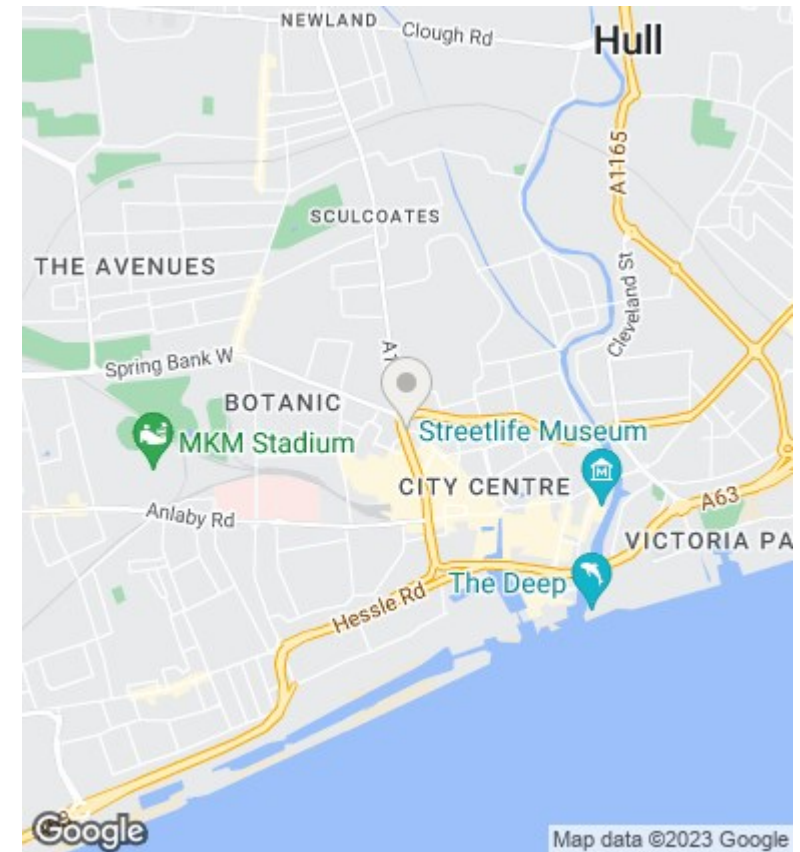 NEWLAND
Clough Rd
Hull
A1165
SCULCOATES
THE AVENUES
Cleveland St
Spring Bank W
A1
BOTANIC
MKM Stadium
Streetlife Museum
M
CITY CENTRE
A63
Anlaby Rd
VICTORIA PA
The Deep
Hessle Rd
Google
Map data ©2023 Google